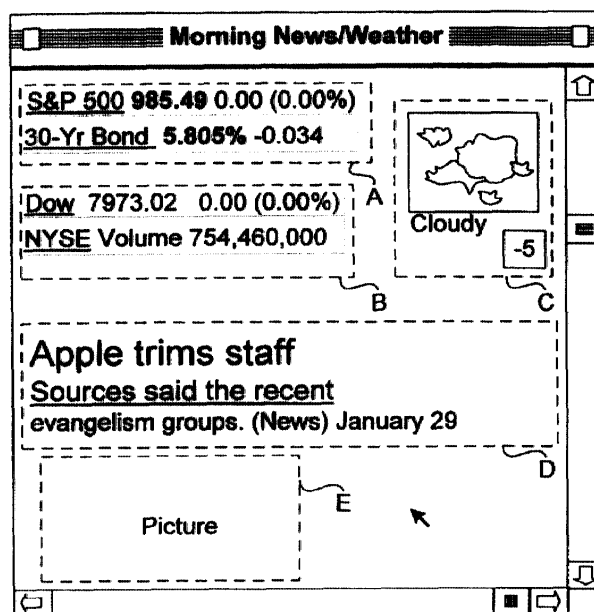 Morning News/Weather
S&P 500 985.49 0.00 (0.00%)
30-Yr Bond 5.805% -0.034
A
Dow 7973.02 0.00 (0.00%)
NYSE Volume 754,460,000
B
Cloudy
-5
C
Apple trims staff
Sources said the recent
evangelism groups. (News) January 29
D
Picture
E